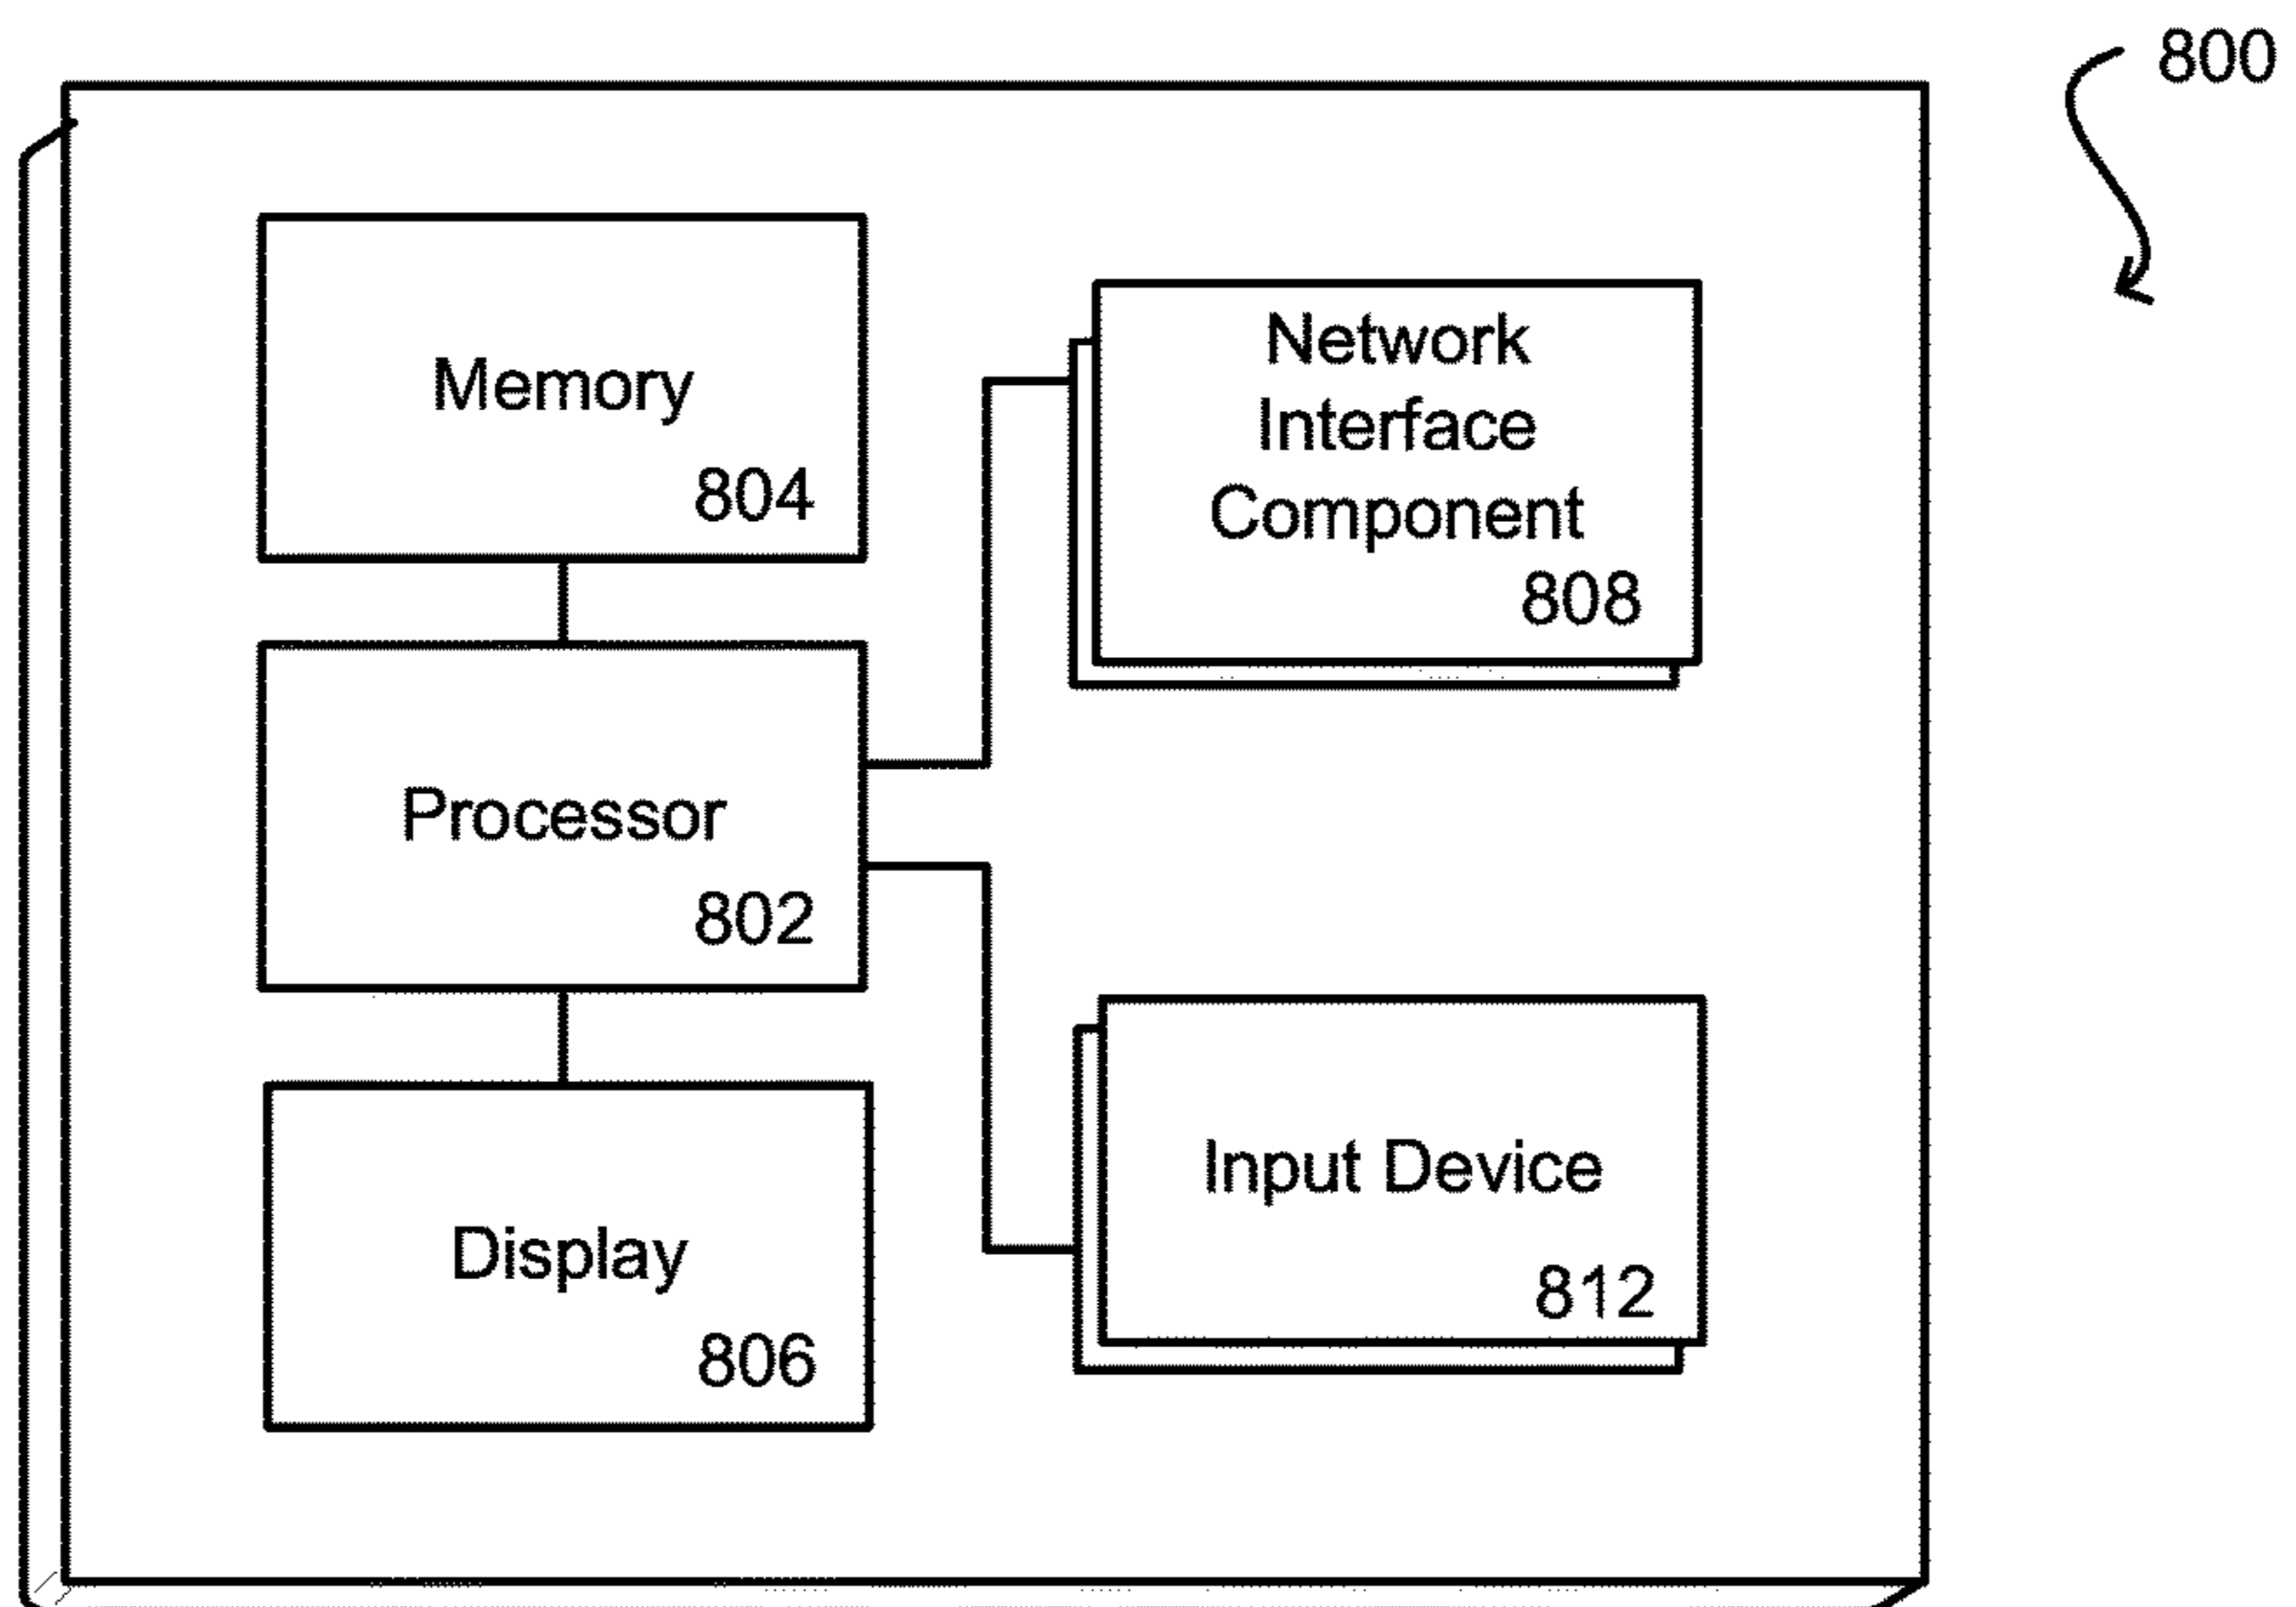 800
Memory
804
Network
Interface
Component
808
Processor
802
Input Device
812
Display
806